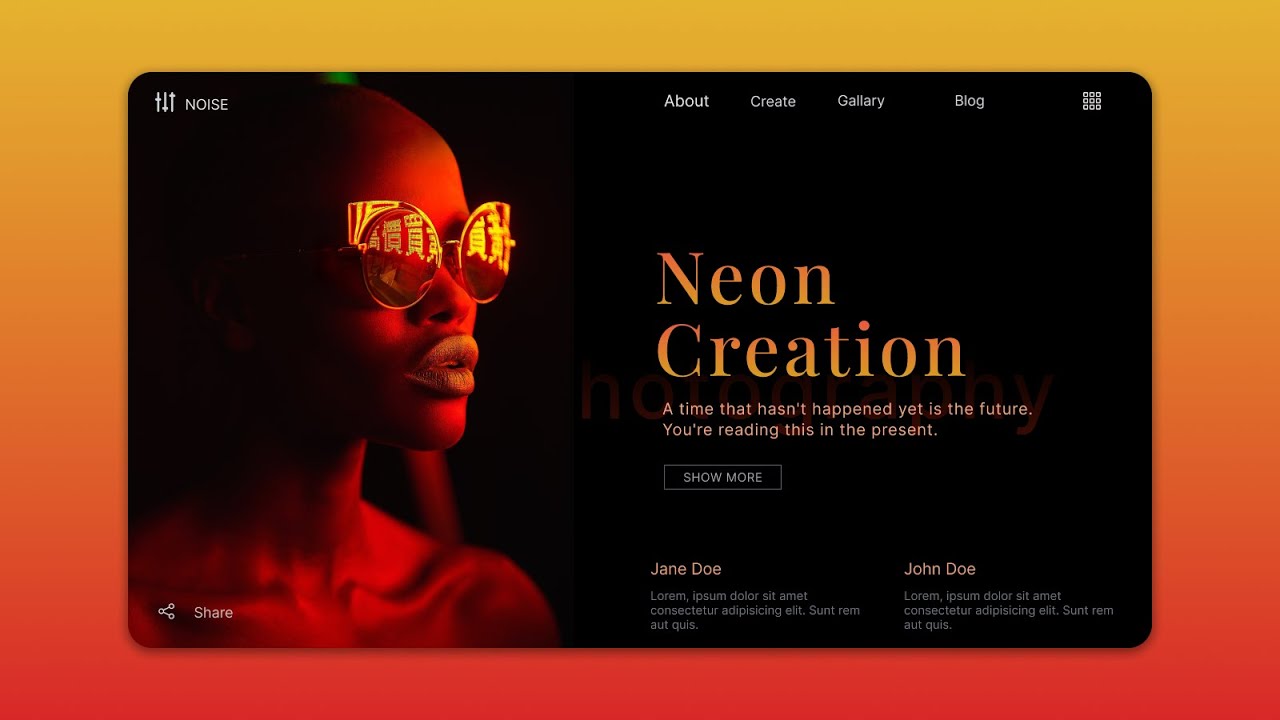 NOISE
About Create Gallary Blog
Neon
Creation
hotography
A time that hasn't happened yet is the future.
You're reading this in the present.
SHOW MORE
Jane Doe
Lorem, ipsum dolor sit amet
consectetur adipisicing elit. Sunt rem
aut quis.
John Doe
Lorem, ipsum dolor sit amet
consectetur adipisicing elit. Sunt rem
aut quis.
Share